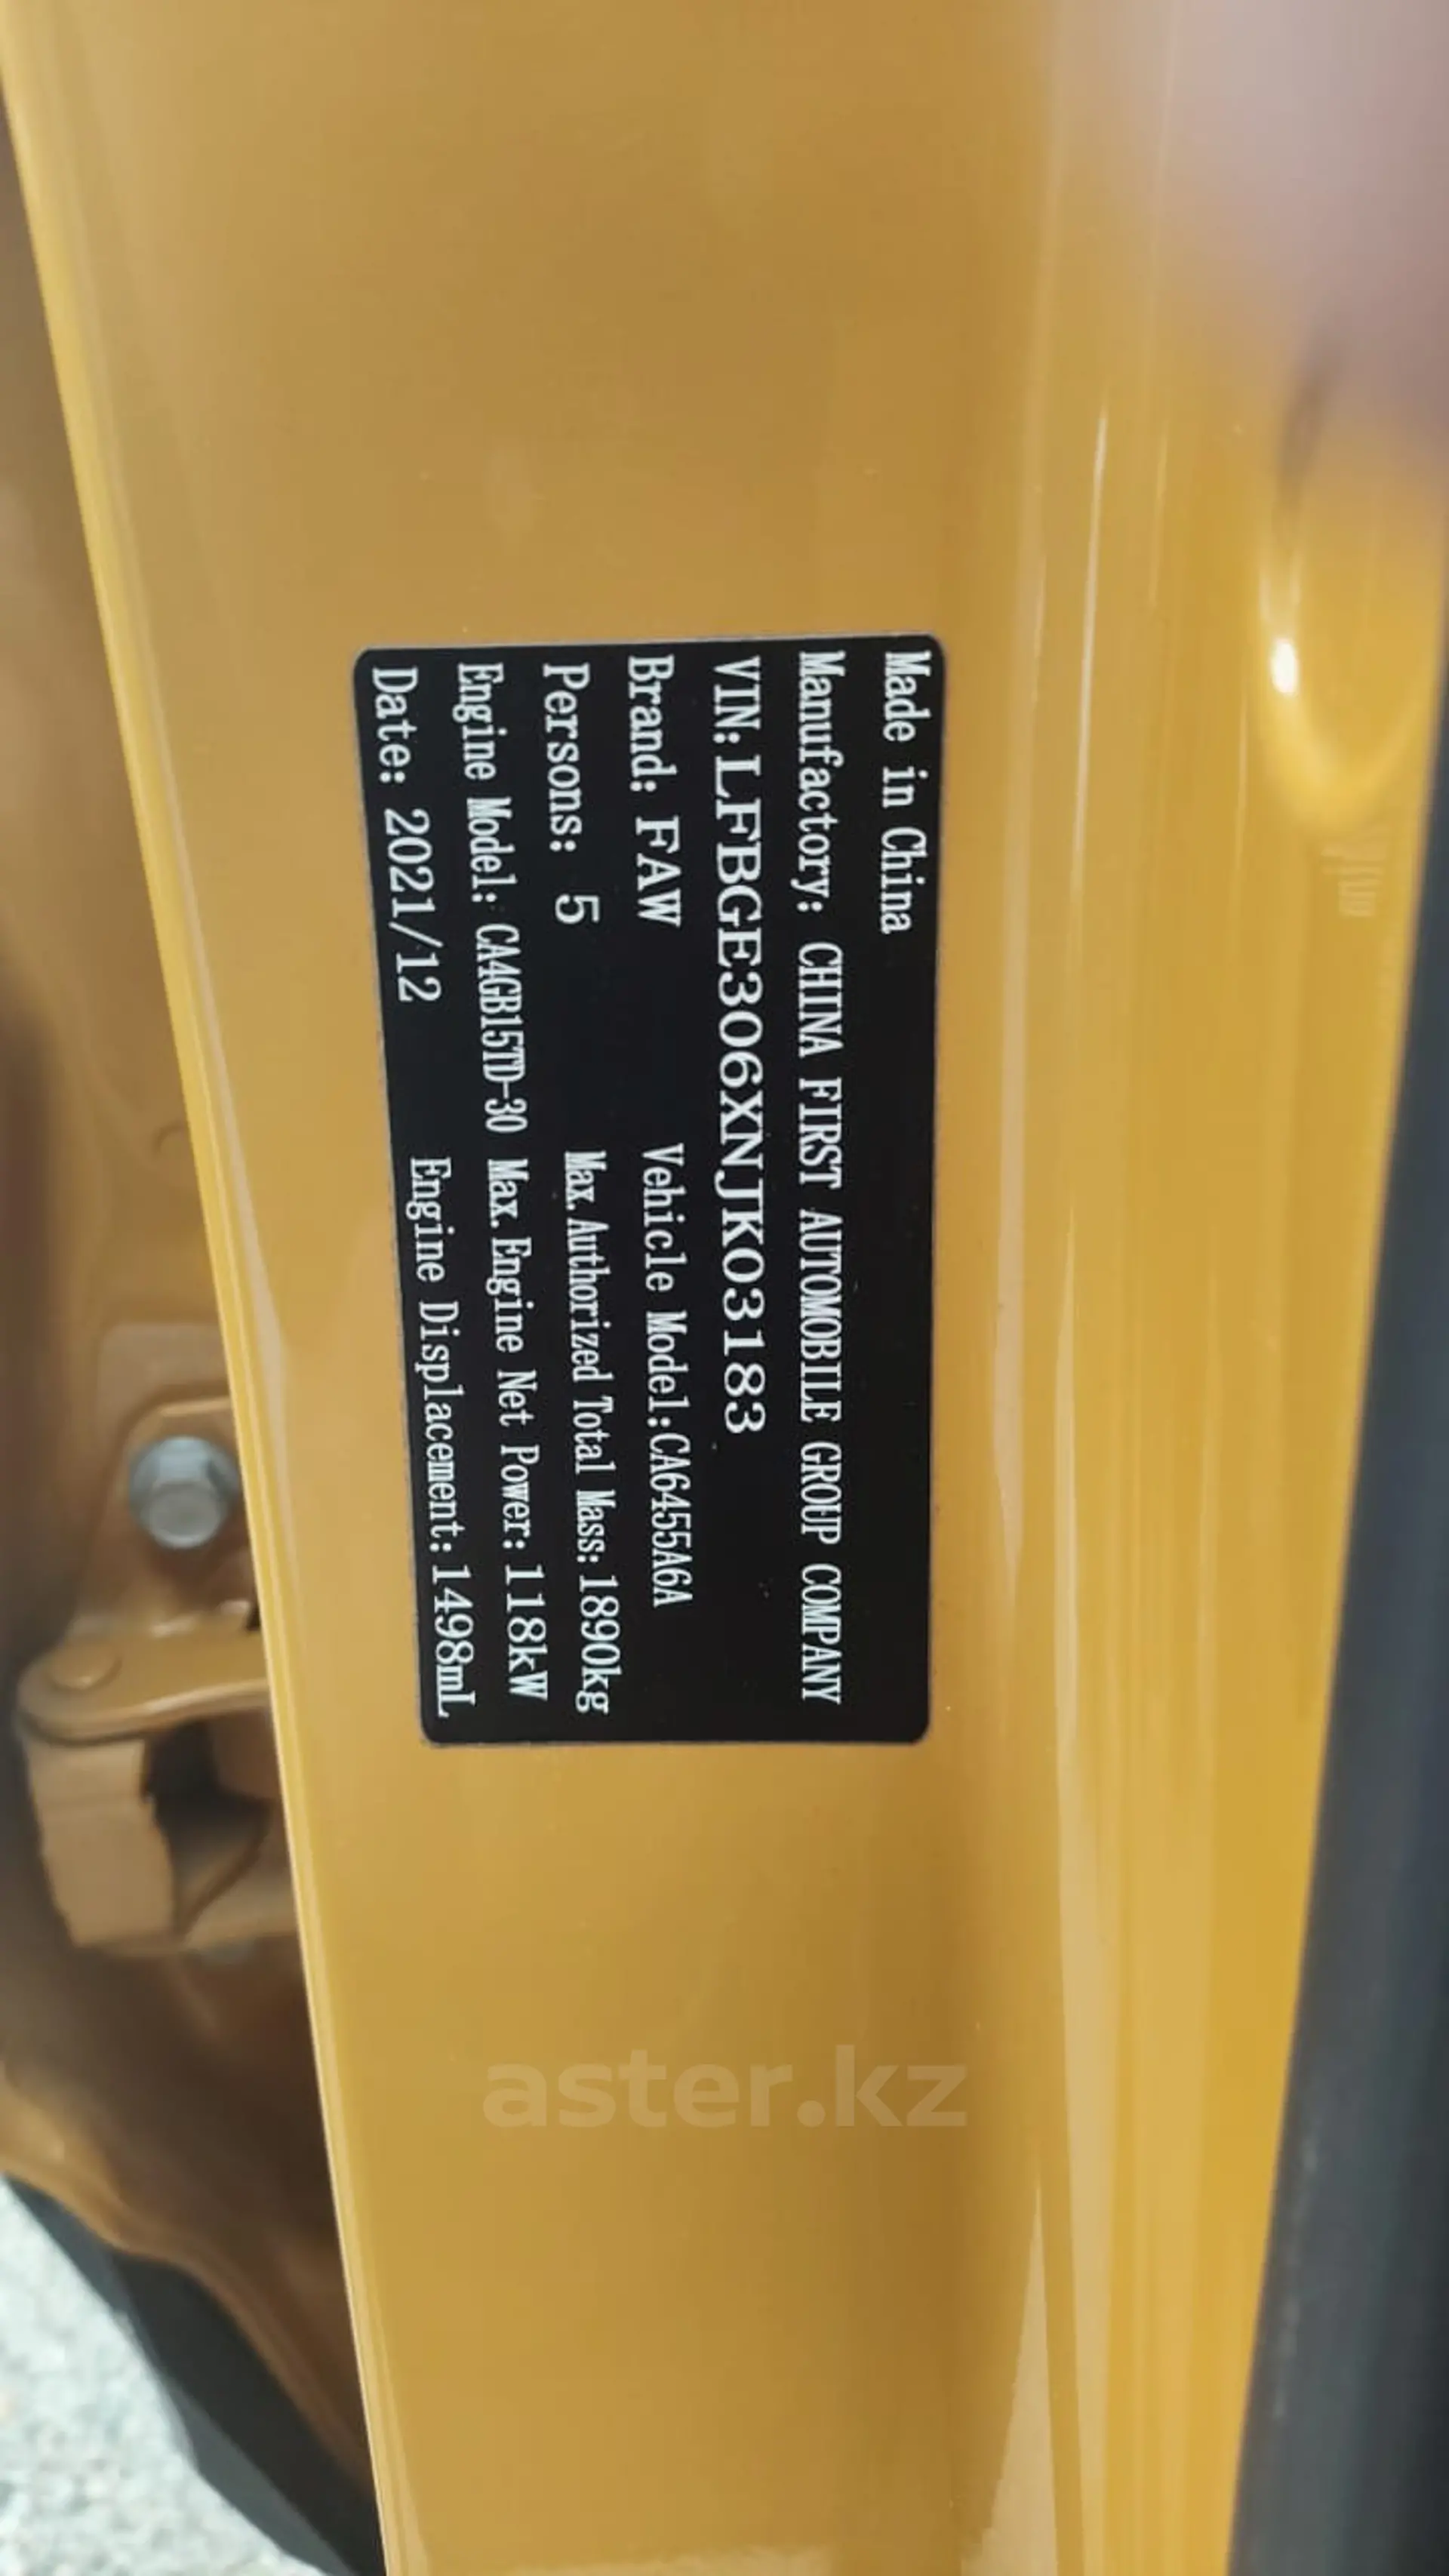 Made in China
Manufactory: CHINA FIRST AUTOMOBILE GROUP COMPANY
VIN:LFBGE306XNJK03183
Brand: FAW Vehicle Model:CA6455A6A
Persons: 5 Max.Authorized Total Mass:1890kg
Engine Model: CA4GB15TD-30 Max.Engine Net Power:118kW
Date: 2021/12 Engine Displacement:1498mL
aster.kz